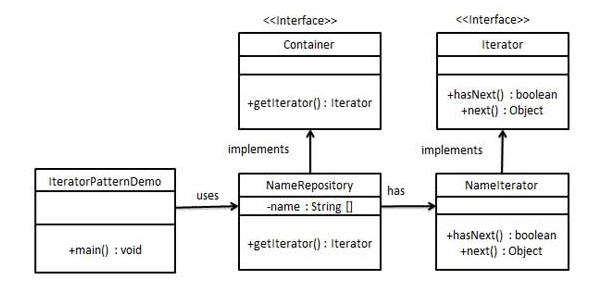 <<Interface>>
Container
+getIterator() : Iterator
<<Interface>>
Iterator
+hasNext() : boolean
+next() : Object
implements
implements
IteratorPatternDemo
+main() : void
uses
NameRepository
-name : String []
+getIterator() : Iterator
has
NameIterator
+hasNext() : boolean
+next() : Object